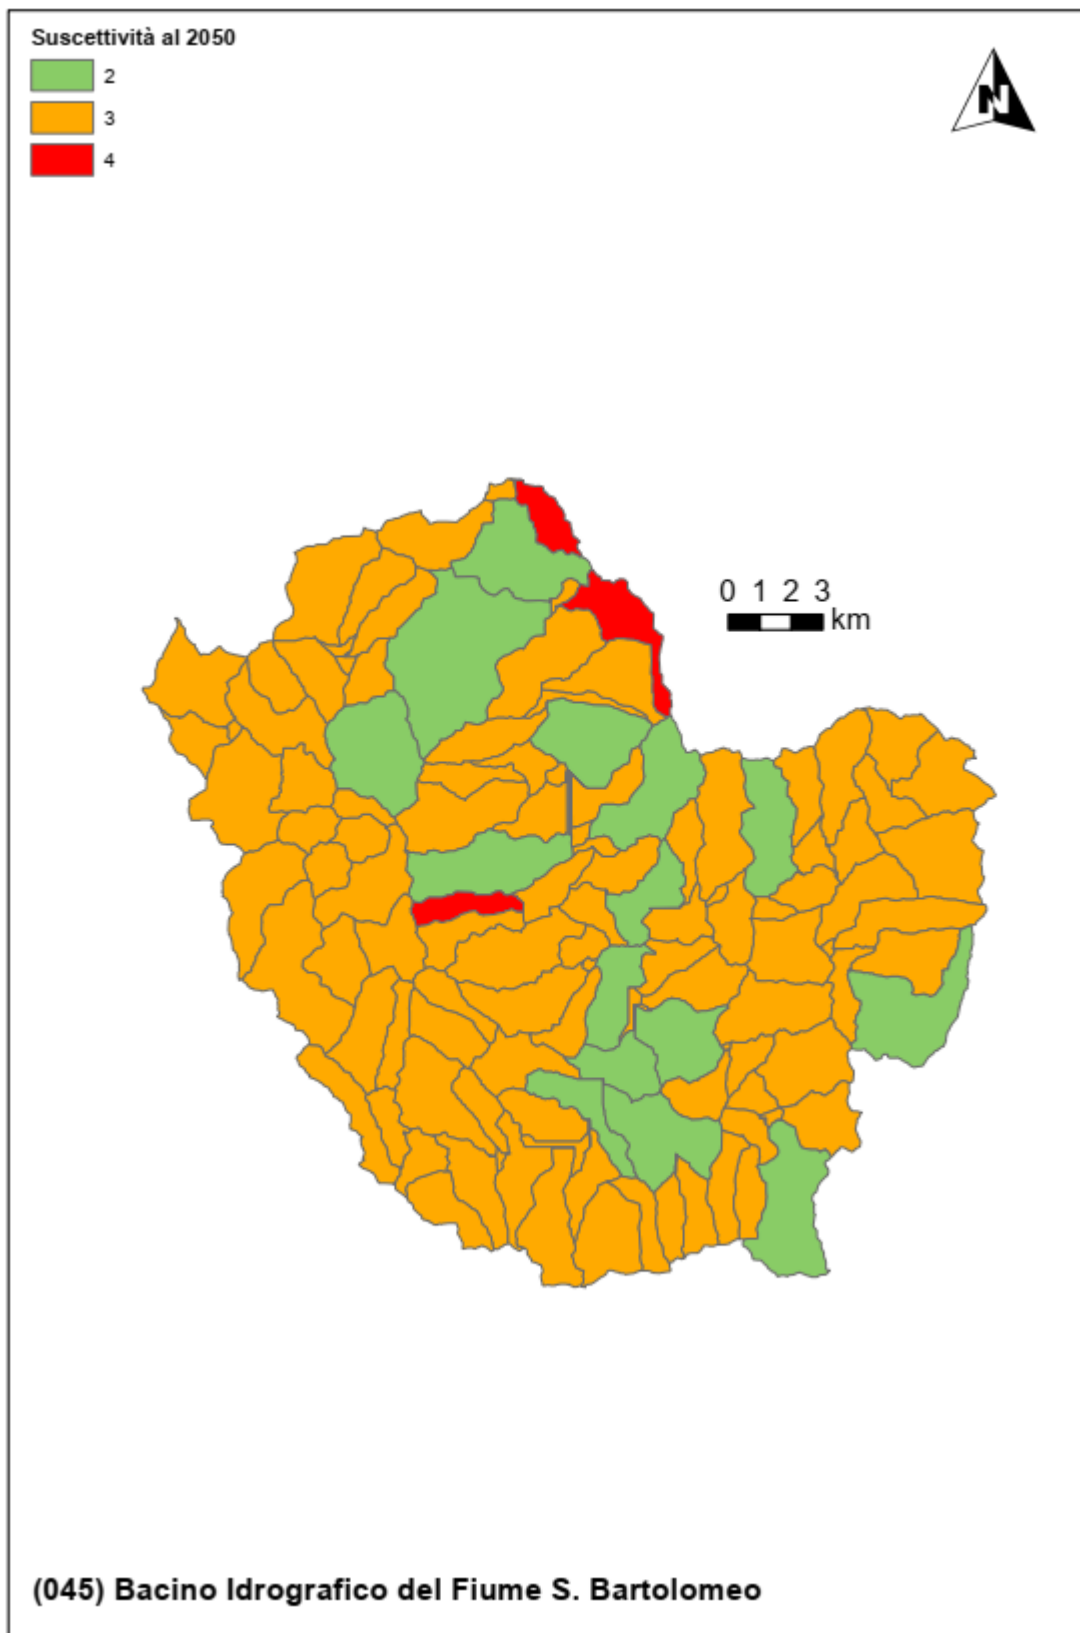 Suscettività al 2050
2
3
4
N
0 1 2 3
km
(045) Bacino Idrografico del Fiume S. Bartolomeo